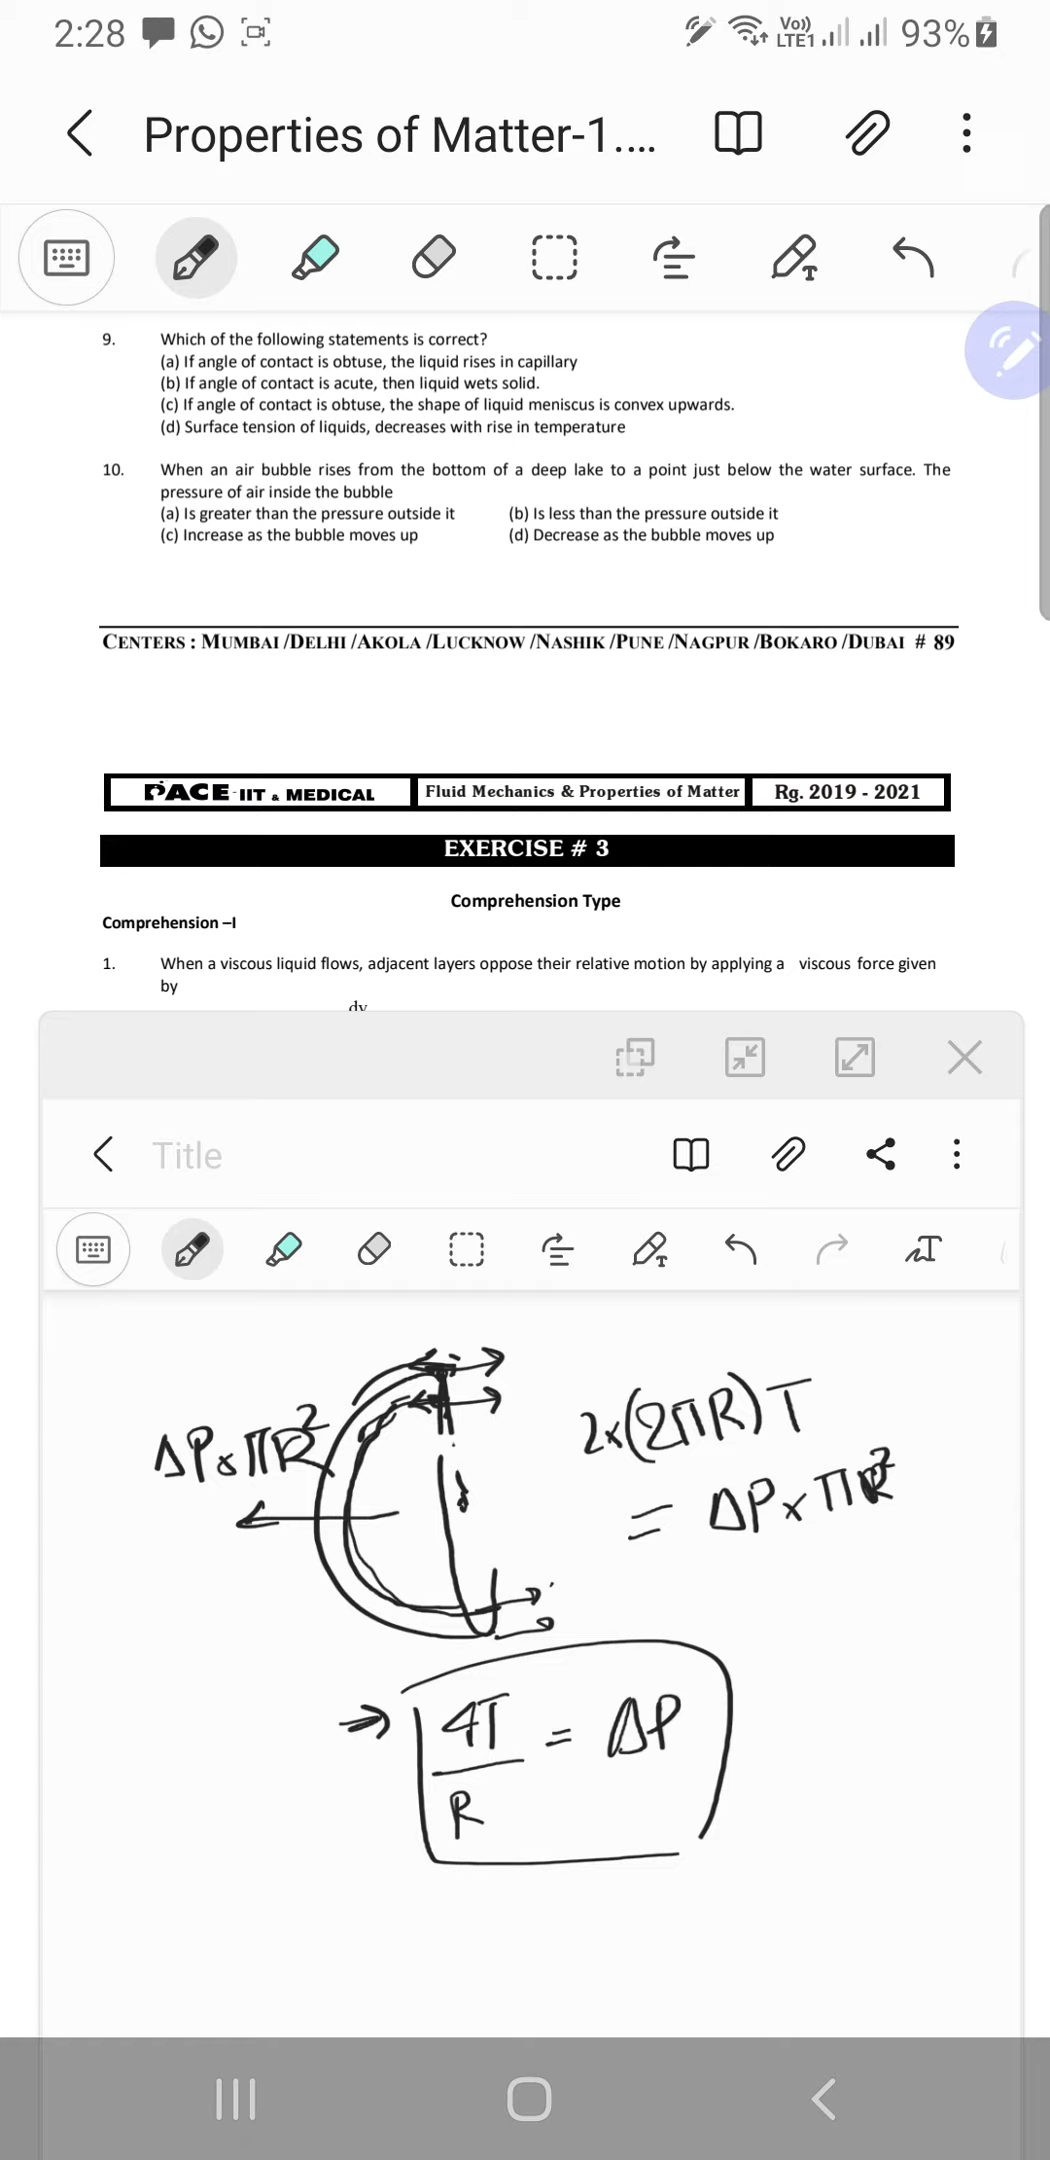 2:28 Vo)) LTE1 93%
Properties of Matter-1....
9. Which of the following statements is correct?
(a) If angle of contact is obtuse, the liquid rises in capillary
(b) If angle of contact is acute, then liquid wets solid.
(c) If angle of contact is obtuse, the shape of liquid meniscus is convex upwards.
(d) Surface tension of liquids, decreases with rise in temperature
10. When an air bubble rises from the bottom of a deep lake to a point just below the water surface. The
pressure of air inside the bubble
(a) Is greater than the pressure outside it (b) Is less than the pressure outside it
(c) Increase as the bubble moves up (d) Decrease as the bubble moves up
CENTERS : MUMBAI /DELHI /AKOLA /LUCKNOW /NASHIK /PUNE /NAGPUR /BOKARO /DUBAI # 89
PACE - IIT & MEDICAL Fluid Mechanics & Properties of Matter Rg. 2019 - 2021
EXERCISE # 3
Comprehension Type
Comprehension –I
1. When a viscous liquid flows, adjacent layers oppose their relative motion by applying a viscous force given
by
dv
Title
ΔP × πR²
2×(2πR)T
= ΔP × πR²
⇒ 4T/R = ΔP